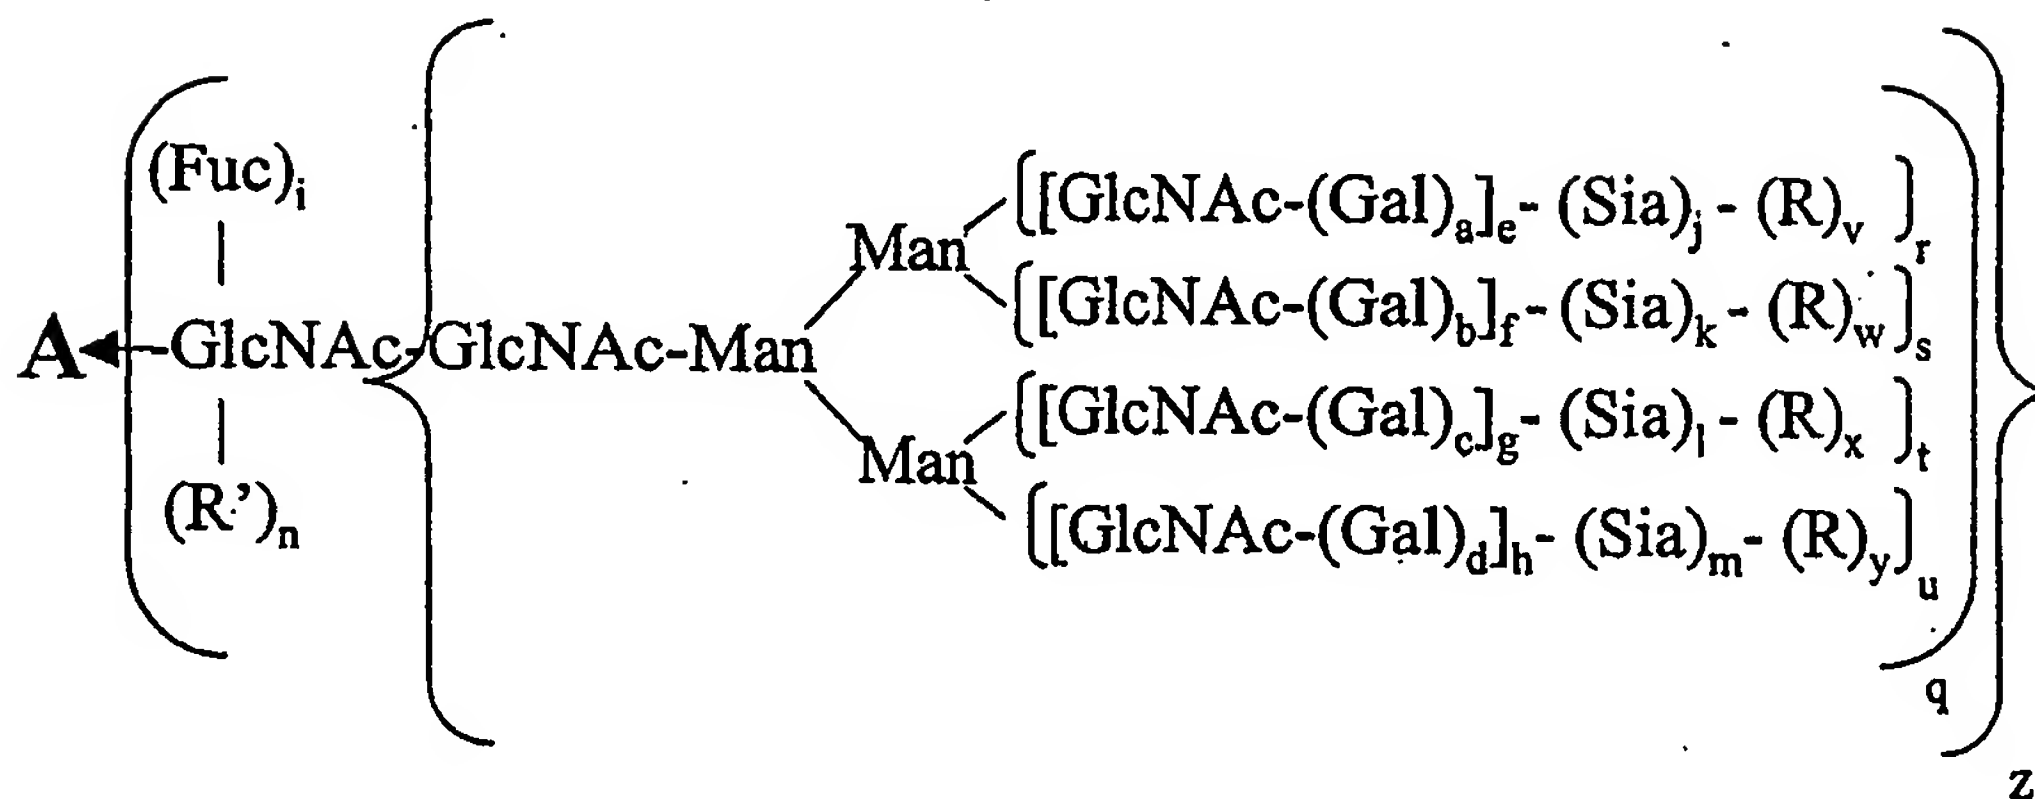 (Fuc)i
{[GlcNAc-(Gal)a]e- (Sia)j - (R)v }r
Man
{[GlcNAc-(Gal)b]f-(Sia)k - (R)w}s
A -GlcNAc-GlcNAc-Man
{[GlcNAc-(Gal)c]g- (Sia)l - (R)x }t
Man
(R')n
{[GlcNAc-(Gal)d]h- (Sia)m- (R)y}u
q
z